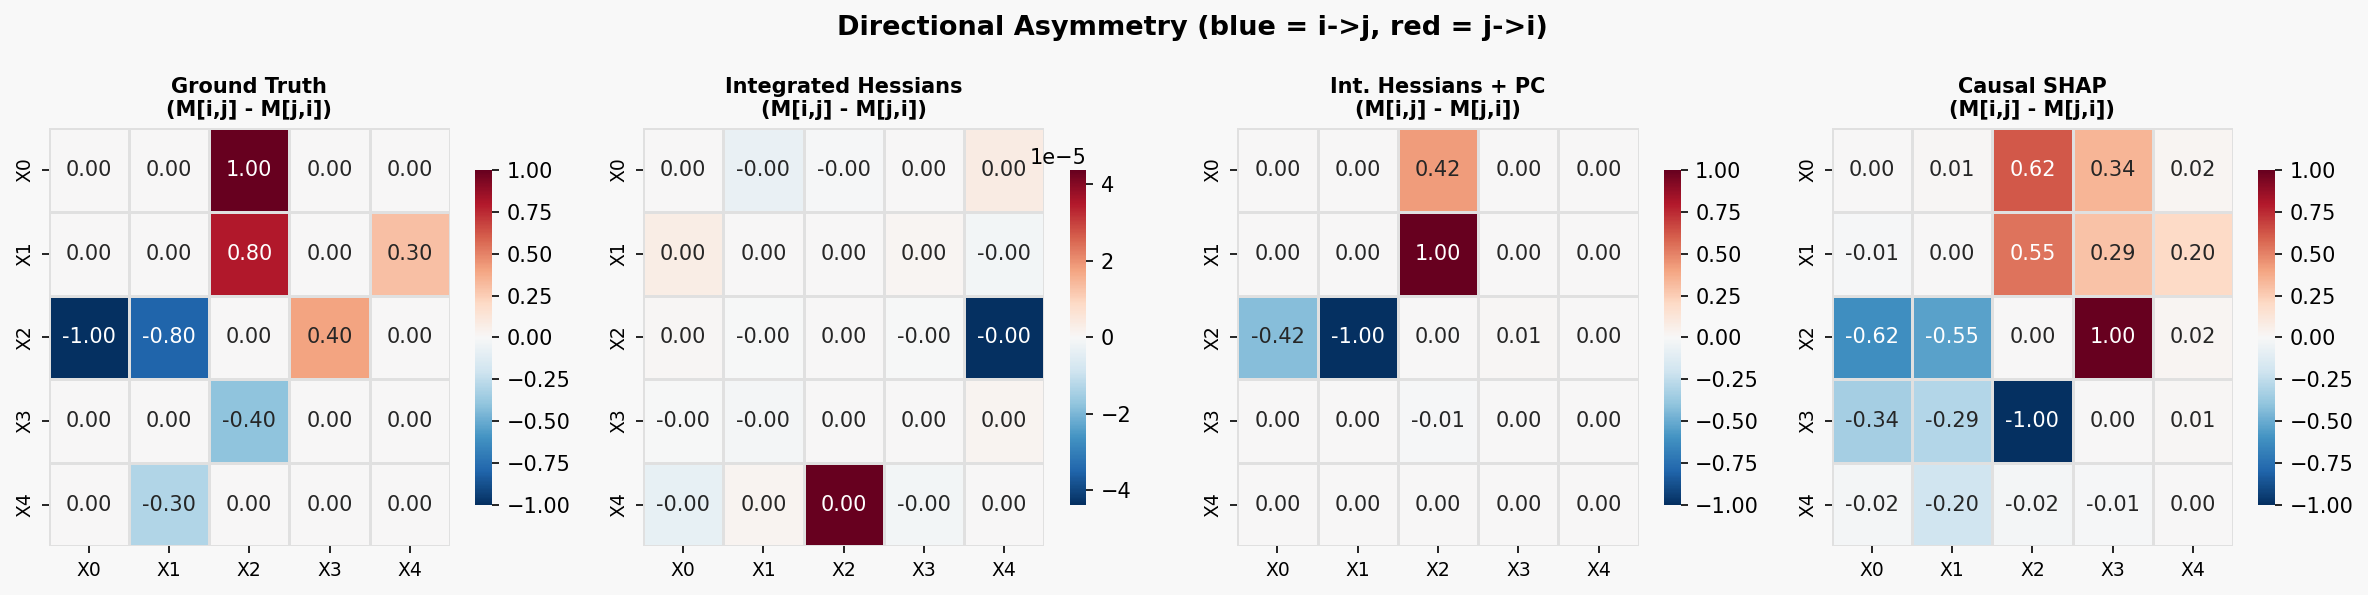 Directional Asymmetry (blue = i->j, red = j->i)
Ground Truth
(M[i,j] - M[j,i])
X0 0.00 0.00 1.00 0.00 0.00
X1 0.00 0.00 0.80 0.00 0.30
X2 -1.00 -0.80 0.00 0.40 0.00
X3 0.00 0.00 -0.40 0.00 0.00
X4 0.00 -0.30 0.00 0.00 0.00
X0 X1 X2 X3 X4
1.00
0.75
0.50
0.25
0.00
−0.25
−0.50
−0.75
−1.00
Integrated Hessians
(M[i,j] - M[j,i])
X0 0.00 -0.00 -0.00 0.00 0.00
X1 0.00 0.00 0.00 0.00 -0.00
X2 0.00 -0.00 0.00 -0.00 -0.00
X3 -0.00 -0.00 0.00 0.00 0.00
X4 -0.00 0.00 0.00 -0.00 0.00
X0 X1 X2 X3 X4
1e−5
4
2
0
−2
−4
Int. Hessians + PC
(M[i,j] - M[j,i])
X0 0.00 0.00 0.42 0.00 0.00
X1 0.00 0.00 1.00 0.00 0.00
X2 -0.42 -1.00 0.00 0.01 0.00
X3 0.00 0.00 -0.01 0.00 0.00
X4 0.00 0.00 0.00 0.00 0.00
X0 X1 X2 X3 X4
1.00
0.75
0.50
0.25
0.00
−0.25
−0.50
−0.75
−1.00
Causal SHAP
(M[i,j] - M[j,i])
X0 0.00 0.01 0.62 0.34 0.02
X1 -0.01 0.00 0.55 0.29 0.20
X2 -0.62 -0.55 0.00 1.00 0.02
X3 -0.34 -0.29 -1.00 0.00 0.01
X4 -0.02 -0.20 -0.02 -0.01 0.00
X0 X1 X2 X3 X4
1.00
0.75
0.50
0.25
0.00
−0.25
−0.50
−0.75
−1.00